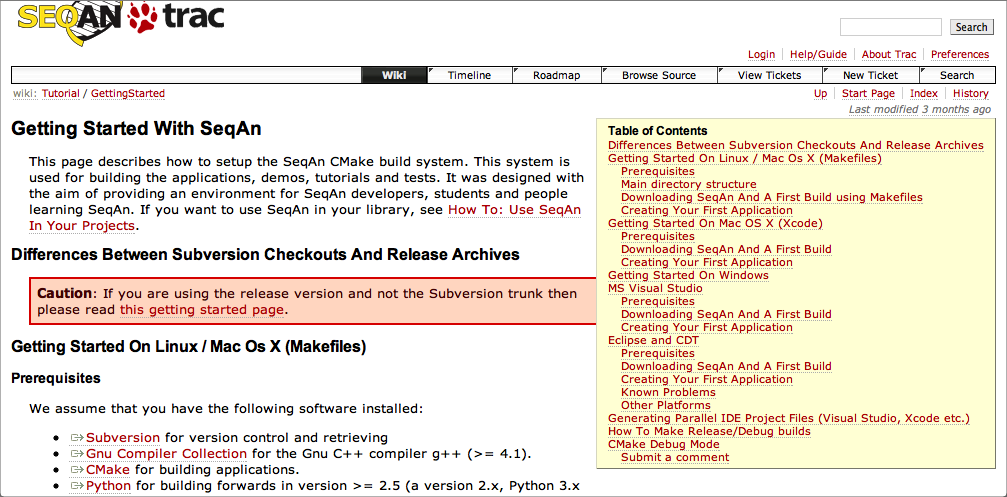 SEQAN trac
Search
Login Help/Guide About Trac Preferences
Wiki Timeline Roadmap Browse Source View Tickets New Ticket Search
wiki: Tutorial / GettingStarted
Up Start Page Index History
Last modified 3 months ago
Getting Started With SeqAn
This page describes how to setup the SeqAn CMake build system. This system is
used for building the applications, demos, tutorials and tests. It was designed with
the aim of providing an environment for SeqAn developers, students and people
learning SeqAn. If you want to use SeqAn in your library, see How To: Use SeqAn
In Your Projects.
Differences Between Subversion Checkouts And Release Archives
Caution: If you are using the release version and not the Subversion trunk then
please read this getting started page.
Getting Started On Linux / Mac Os X (Makefiles)
Prerequisites
We assume that you have the following software installed:
Subversion for version control and retrieving
Gnu Compiler Collection for the Gnu C++ compiler g++ (>= 4.1).
CMake for building applications.
Python for building forwards in version >= 2.5 (a version 2.x, Python 3.x
Table of Contents
Differences Between Subversion Checkouts And Release Archives
Getting Started On Linux / Mac Os X (Makefiles)
Prerequisites
Main directory structure
Downloading SeqAn And A First Build using Makefiles
Creating Your First Application
Getting Started On Mac OS X (Xcode)
Prerequisites
Downloading SeqAn And A First Build
Creating Your First Application
Getting Started On Windows
MS Visual Studio
Prerequisites
Downloading SeqAn And A First Build
Creating Your First Application
Eclipse and CDT
Prerequisites
Downloading SeqAn And A First Build
Creating Your First Application
Known Problems
Other Platforms
Generating Parallel IDE Project Files (Visual Studio, Xcode etc.)
How To Make Release/Debug builds
CMake Debug Mode
Submit a comment